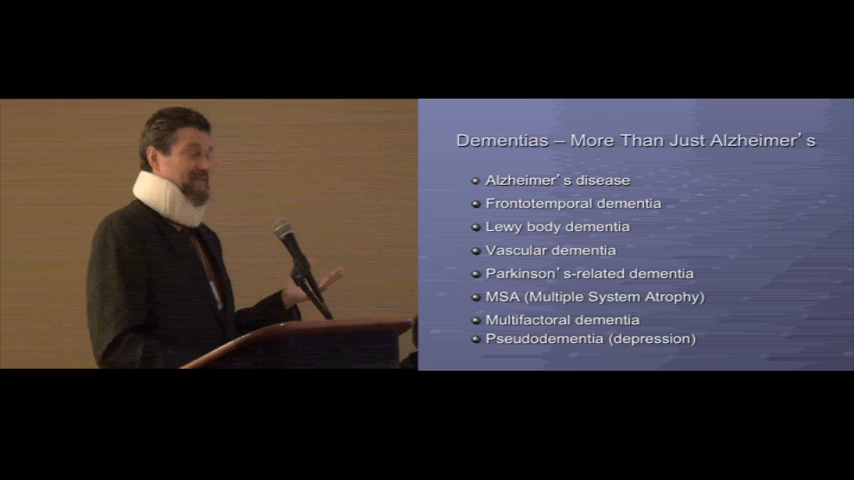 Dementias – More Than Just Alzheimer’s
Alzheimer’s disease
Frontotemporal dementia
Lewy body dementia
Vascular dementia
Parkinson’s-related dementia
MSA (Multiple System Atrophy)
Multifactoral dementia
Pseudodementia (depression)